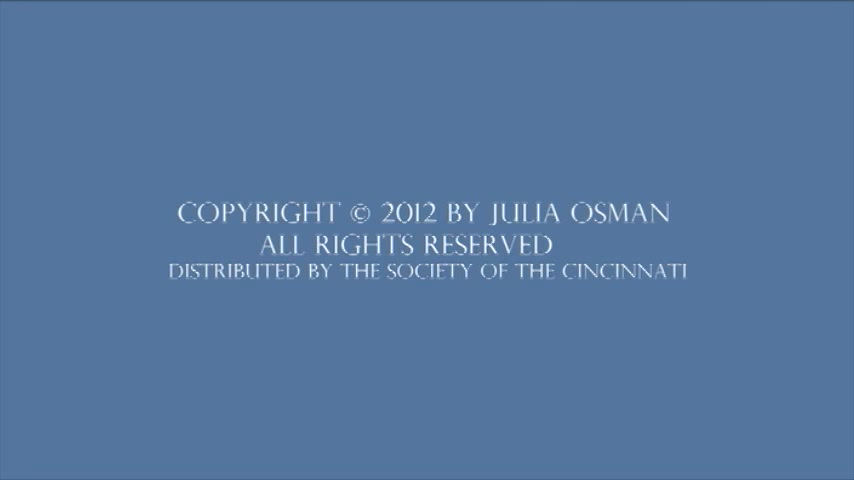 COPYRIGHT © 2012 BY JULIA OSMAN
ALL RIGHTS RESERVED
DISTRIBUTED BY THE SOCIETY OF THE CINCINNATI